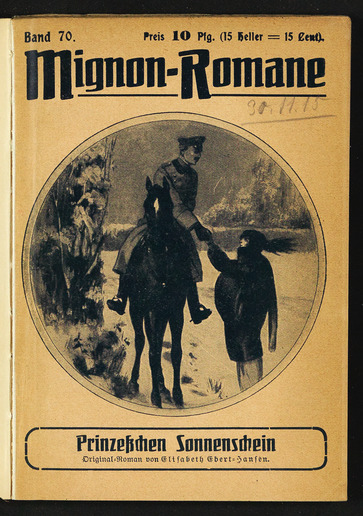 Band 70.
Preis 10 Pfg. (15 Heller = 15 Cent).
Mignon-Romane
30.11.15
Prinzeßchen Sonnenschein
Original-Roman von Elisabeth Ebert-Hansen.